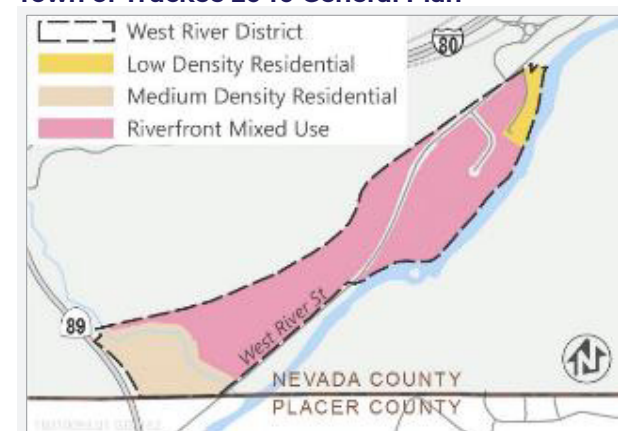 Town of Truckee 2040 General Plan
West River District
Low Density Residential
Medium Density Residential
Riverfront Mixed Use
80
89
West River St
NEVADA COUNTY
PLACER COUNTY